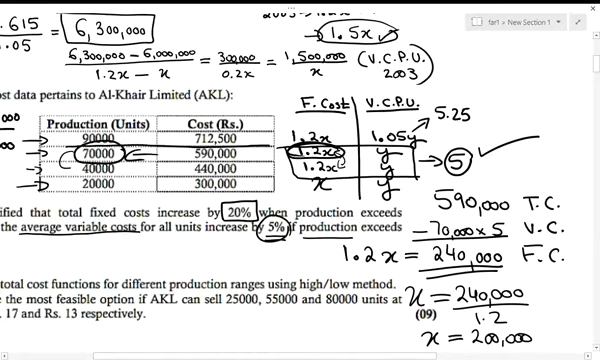 far1 > New Section 1
.615
1.05
= 6,300,000
→ 1.5x
6,300,000 – 6,000,000
1.2x – x
= 300000
0.2x
= 1,500,000
x
(V.C.P.U. 2003)
ost data pertains to Al-Khair Limited (AKL):
Production (Units) Cost (Rs.)
90000 712,500
70000 590,000
40000 440,000
20000 300,000
F. Cost V.C.P.U.
1.2x 1.05y → 5.25
1.2x y
1.2x y → 5
x y
ified that total fixed costs increase by 20% when production exceeds
the average variable costs for all units increase by 5% if production exceeds
590,000 T.C.
– 70,000 x 5 V.C.
1.2x = 240,000 F.C.
total cost functions for different production ranges using high/low method.
e the most feasible option if AKL can sell 25000, 55000 and 80000 units at
. 17 and Rs. 13 respectively.
(09)
x = 240,000
1.2
x = 200,000